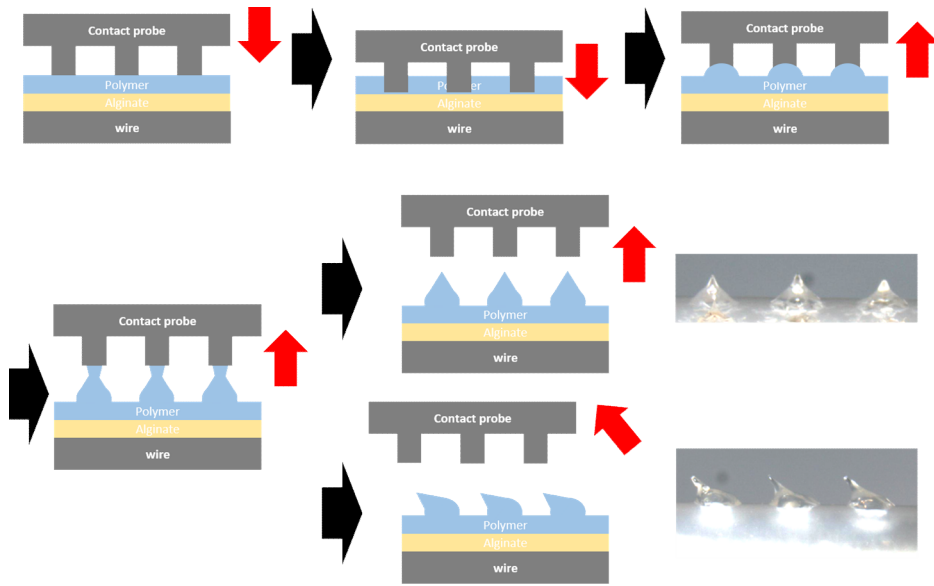 Contact probe
Polymer
Alginate
wire
Contact probe
Polymer
Alginate
wire
Contact probe
Polymer
Alginate
wire
Contact probe
Polymer
Alginate
wire
Contact probe
Polymer
Alginate
wire
Contact probe
Polymer
Alginate
wire